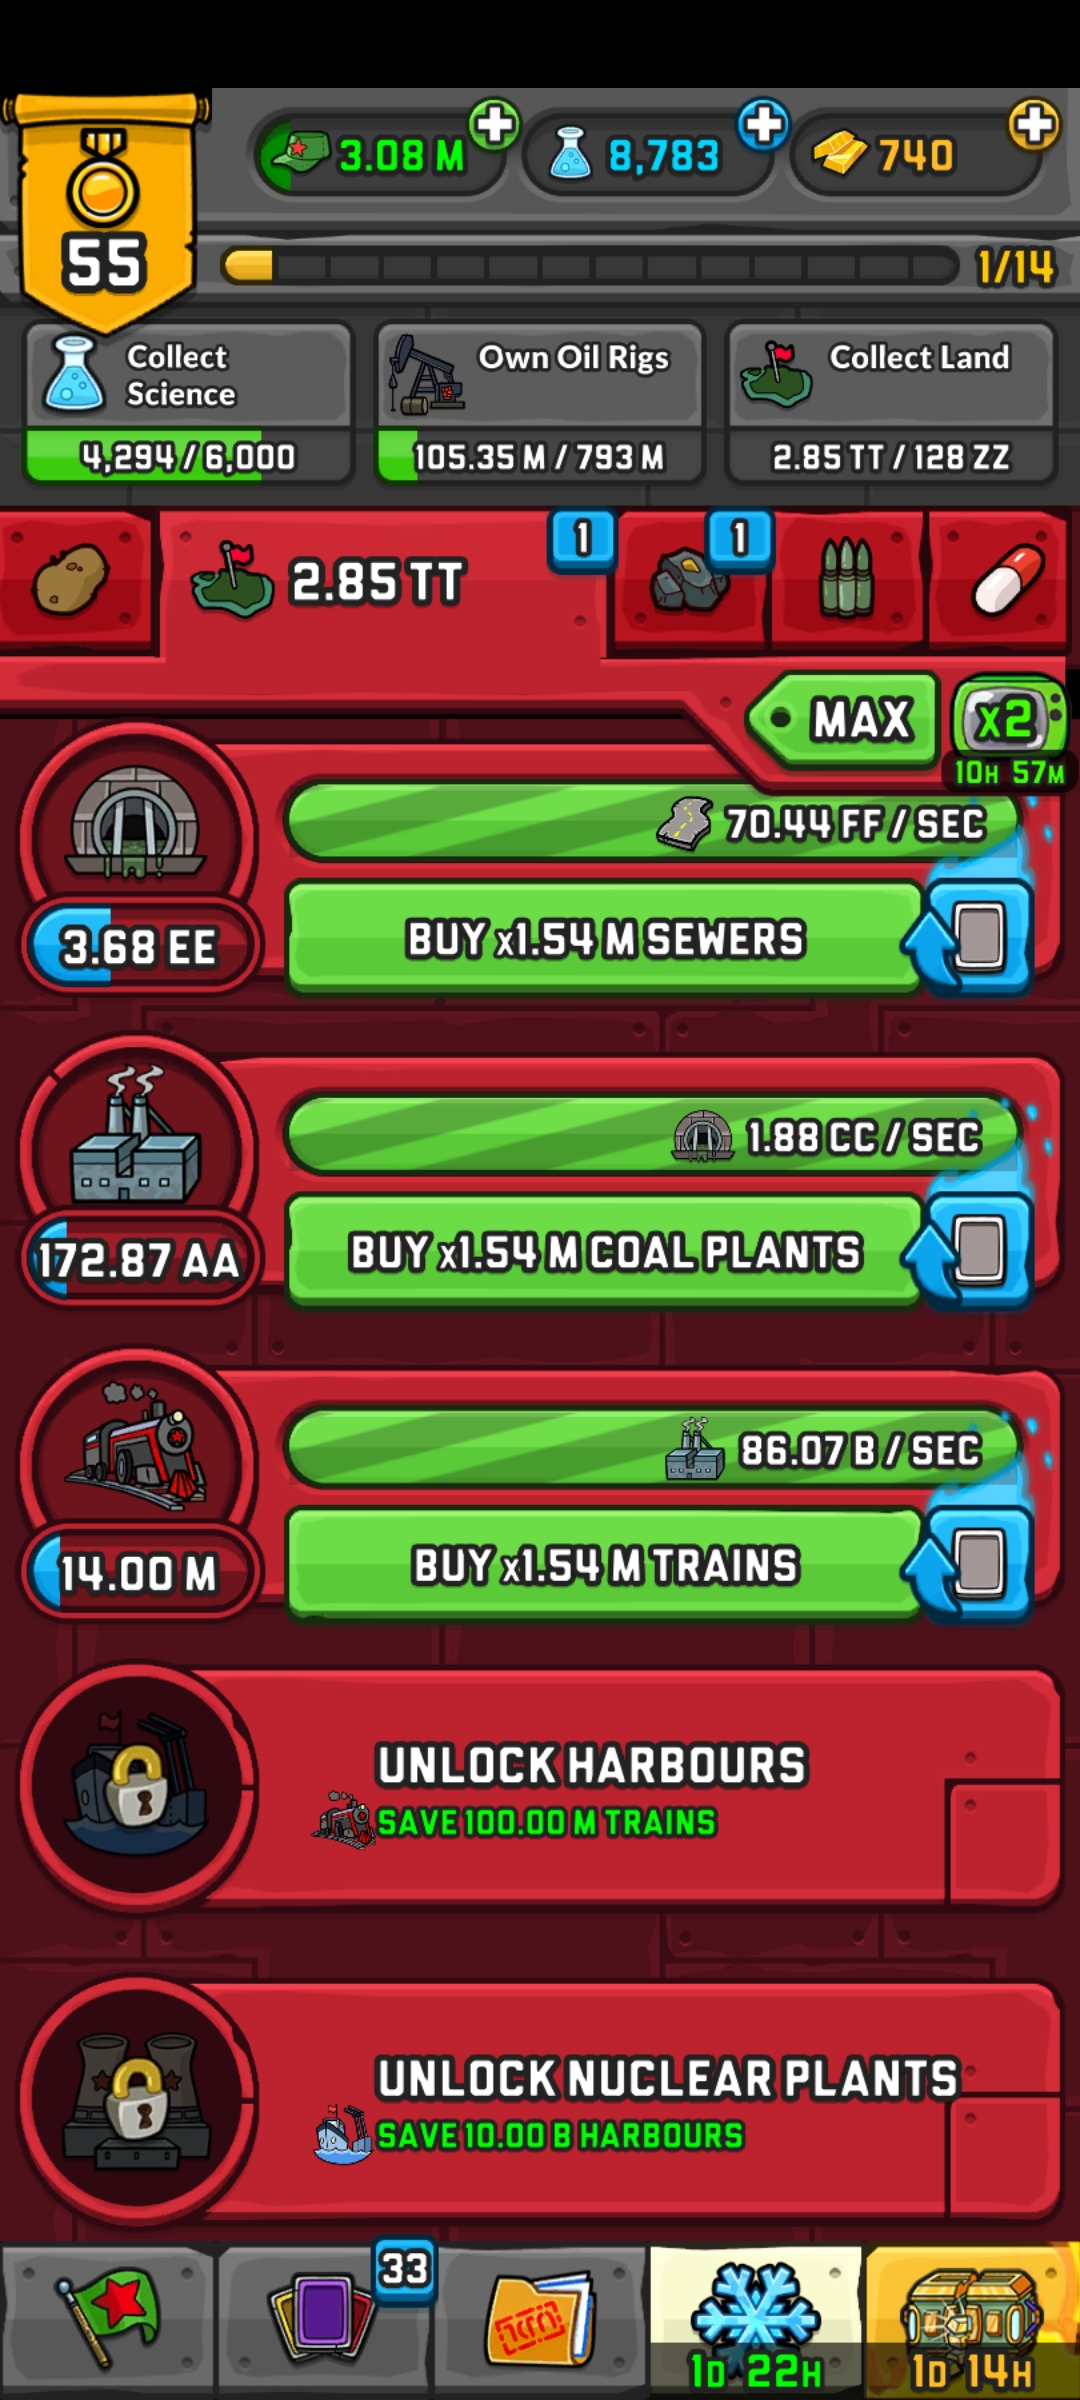 55
3.08 M
8,783
740
1/14
Collect
Science
4,294 / 6,000
Own Oil Rigs
105.35 M / 793 M
Collect Land
2.85 TT / 128 ZZ
2.85 TT
1
1
MAX
x2
10H 57M
70.44 FF / SEC
3.68 EE
BUY x1.54 M SEWERS
1.88 CC / SEC
172.87 AA
BUY x1.54 M COAL PLANTS
86.07 B / SEC
14.00 M
BUY x1.54 M TRAINS
UNLOCK HARBOURS
SAVE 100.00 M TRAINS
UNLOCK NUCLEAR PLANTS
SAVE 10.00 B HARBOURS
33
1D 22H
1D 14H